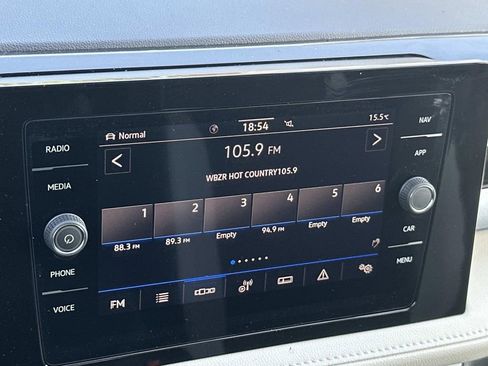 Normal 18:54 15.5°C
RADIO
MEDIA
PHONE
VOICE
< 105.9 FM >
WBZR HOT COUNTRY105.9
1 2 3 4 5 6
88.3 FM 89.3 FM Empty 94.9 FM Empty Empty
FM
NAV
APP
CAR
MENU